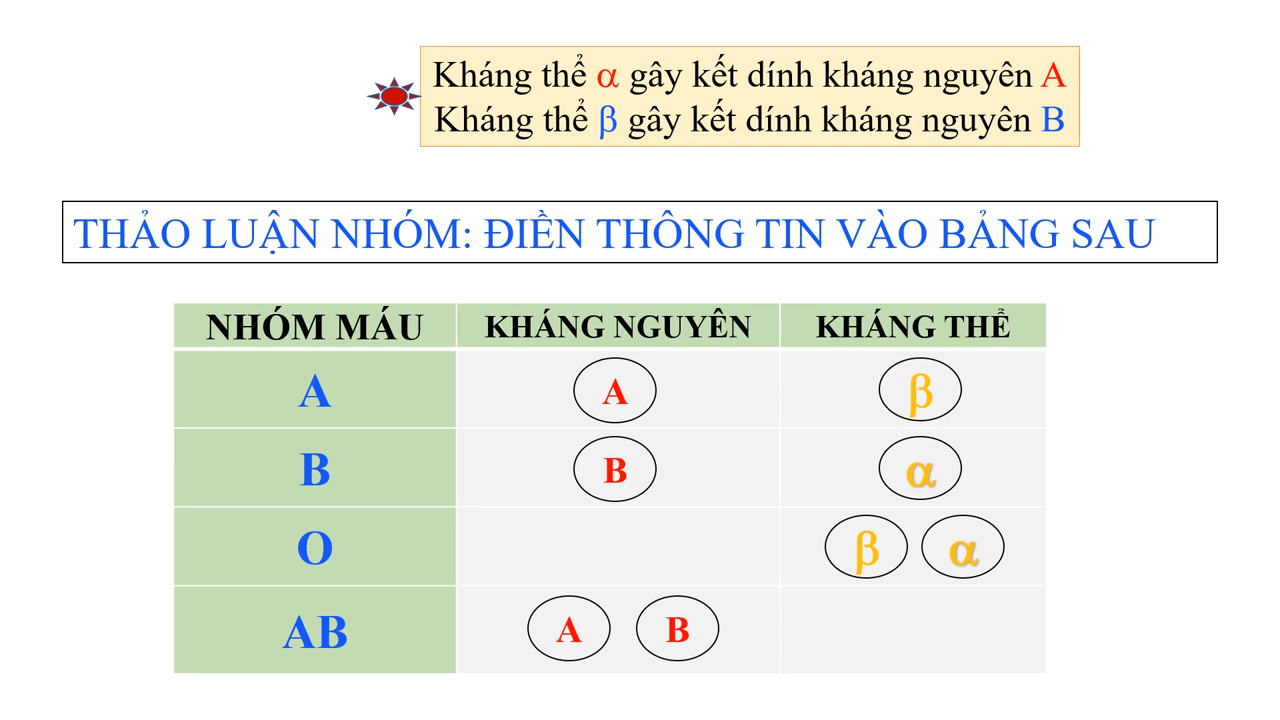 Kháng thể α gây kết dính kháng nguyên A
Kháng thể β gây kết dính kháng nguyên B
THẢO LUẬN NHÓM: ĐIỀN THÔNG TIN VÀO BẢNG SAU
NHÓM MÁU KHÁNG NGUYÊN KHÁNG THỂ
A A β
B B α
O β α
AB A B